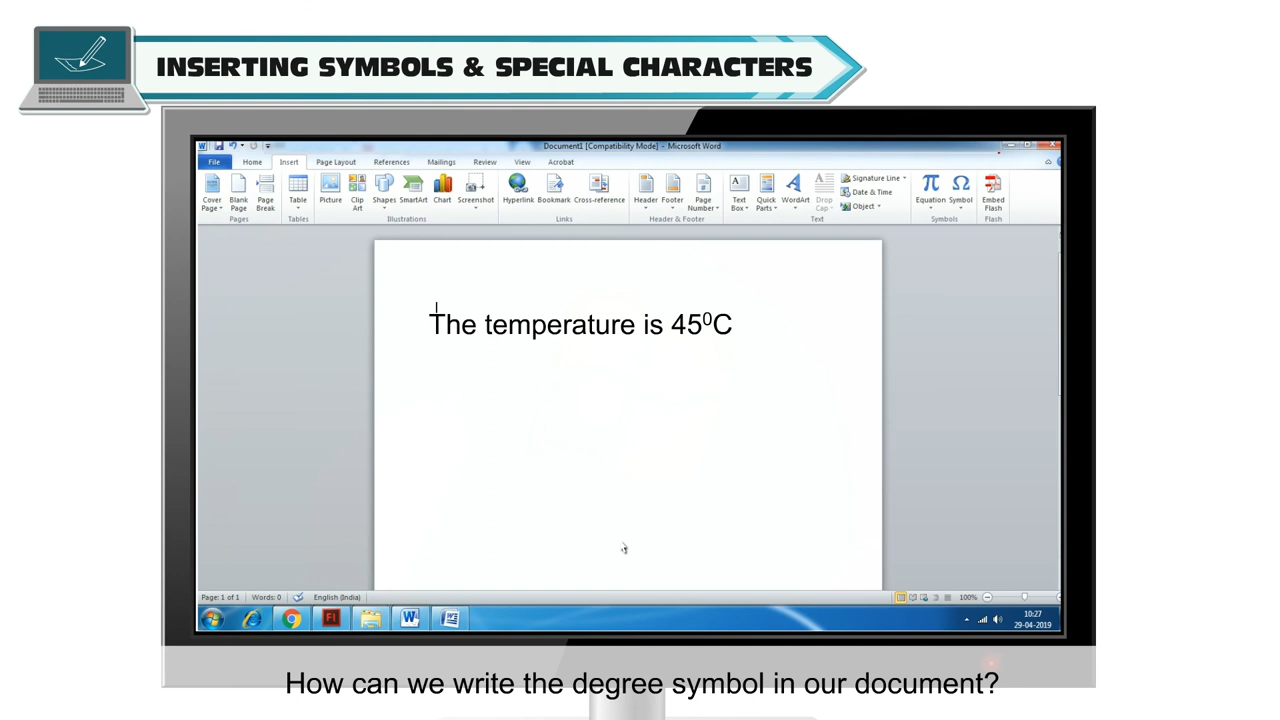 INSERTING SYMBOLS & SPECIAL CHARACTERS
Document1 [Compatibility Mode] - Microsoft Word
File Home Insert Page Layout References Mailings Review View Acrobat
Cover Page Blank Page Page Break Table Picture Clip Art Shapes SmartArt Chart Screenshot Hyperlink Bookmark Cross-reference Header Footer Page Number Text Box Quick Parts WordArt Drop Cap Signature Line Date & Time Object Equation Symbol Embed Flash
Pages Tables Illustrations Links Header & Footer Text Symbols Flash
The temperature is 45⁰C
Page: 1 of 1 Words: 0 English (India) 100%
10:27
29-04-2019
How can we write the degree symbol in our document?